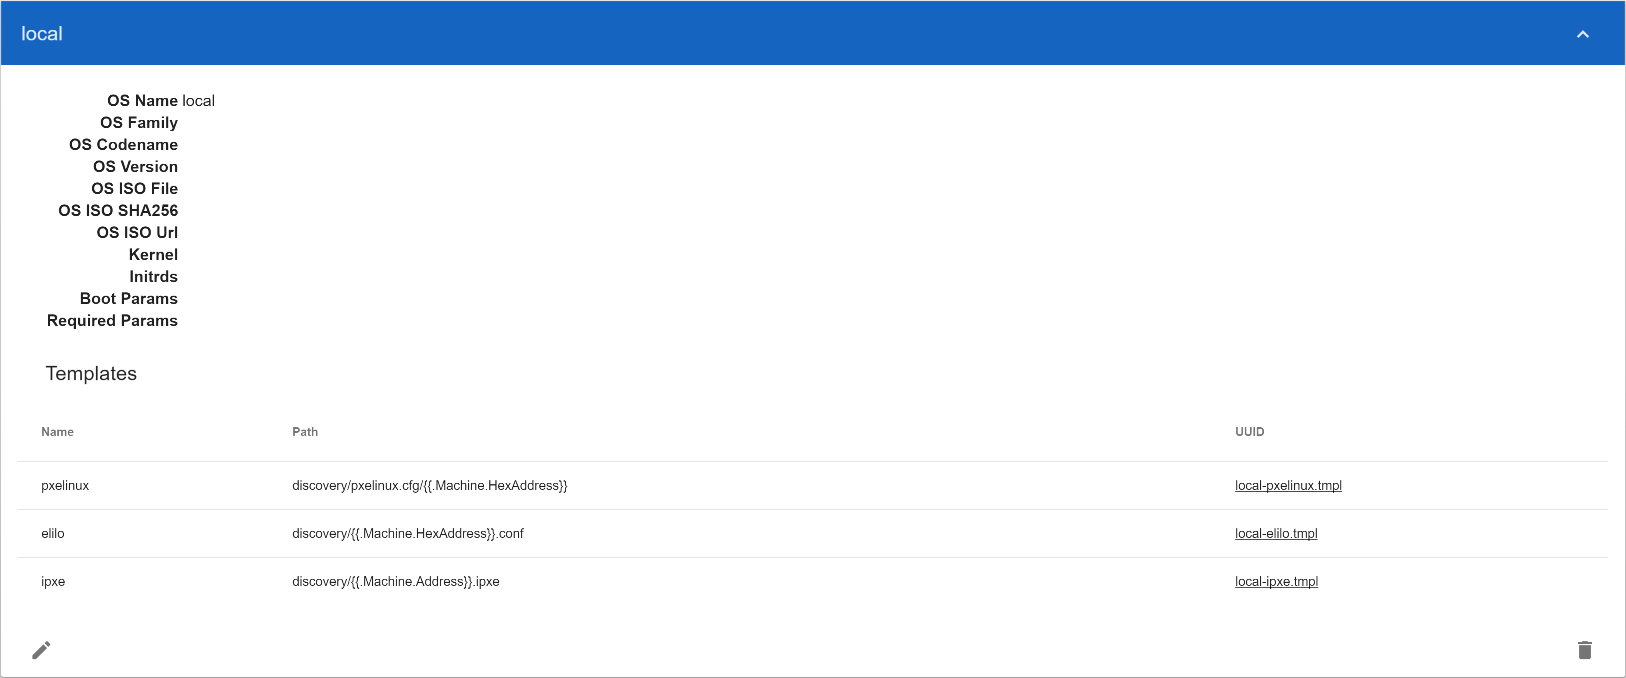 local
OS Name local
OS Family
OS Codename
OS Version
OS ISO File
OS ISO SHA256
OS ISO Url
Kernel
Initrds
Boot Params
Required Params
Templates
Name Path UUID
pxelinux discovery/pxelinux.cfg/{{.Machine.HexAddress}} local-pxelinux.tmpl
elilo discovery/{{.Machine.HexAddress}}.conf local-elilo.tmpl
ipxe discovery/{{.Machine.Address}}.ipxe local-ipxe.tmpl